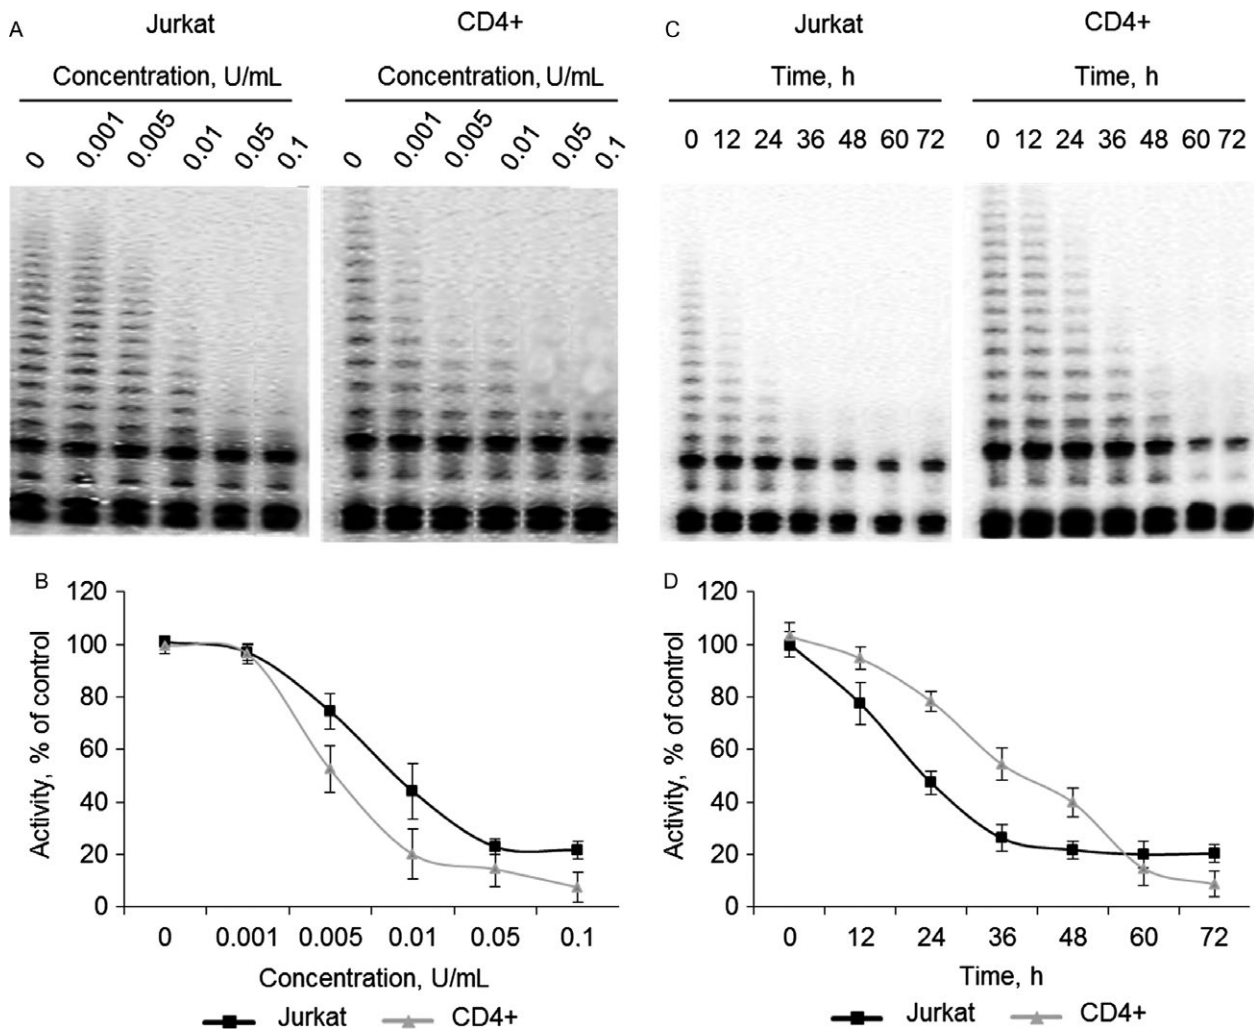 A Jurkat CD4+
Concentration, U/mL Concentration, U/mL
0 0.001 0.005 0.01 0.05 0.1 0 0.001 0.005 0.01 0.05 0.1
C Jurkat CD4+
Time, h Time, h
0 12 24 36 48 60 72 0 12 24 36 48 60 72
B
120
100
80
60
40
20
0
Activity, % of control
0 0.001 0.005 0.01 0.05 0.1
Concentration, U/mL
Jurkat CD4+
D
120
100
80
60
40
20
0
Activity, % of control
0 12 24 36 48 60 72
Time, h
Jurkat CD4+